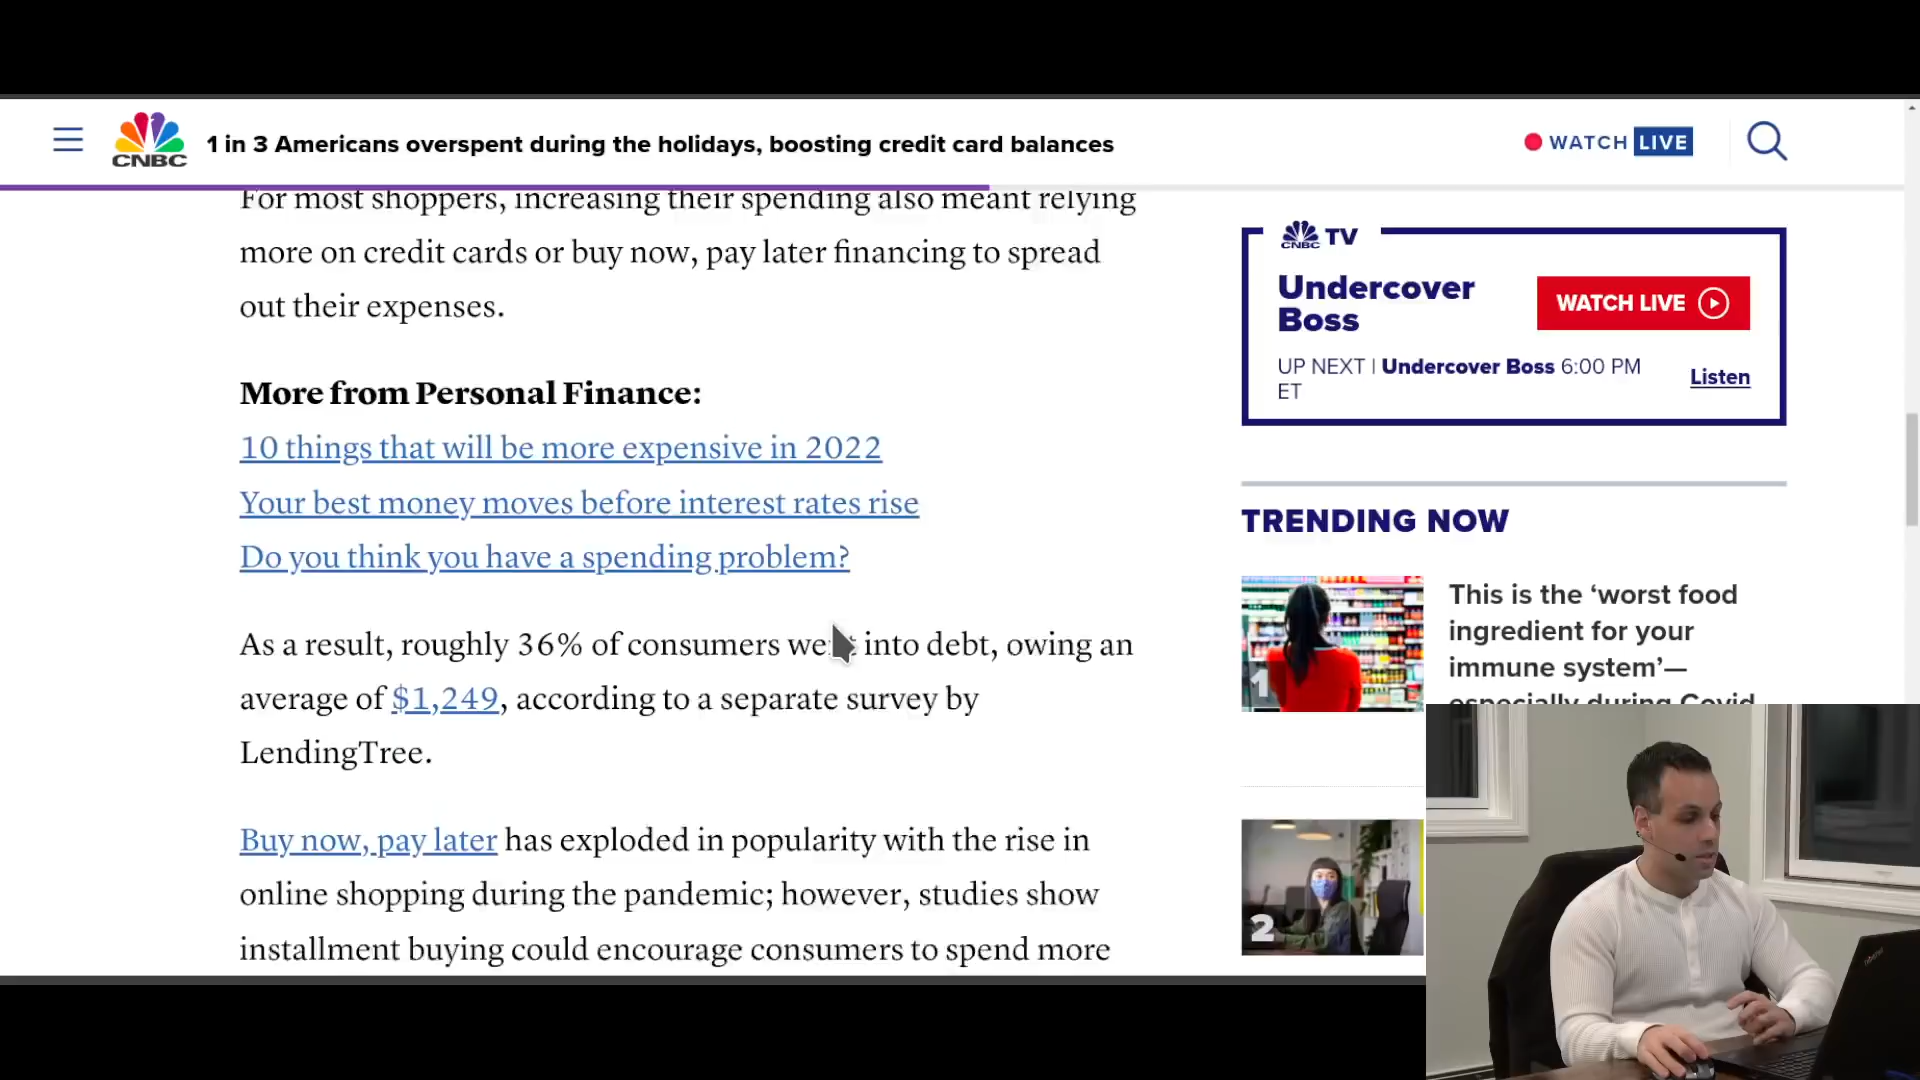 CNBC
1 in 3 Americans overspent during the holidays, boosting credit card balances
WATCH LIVE
For most shoppers, increasing their spending also meant relying
more on credit cards or buy now, pay later financing to spread
out their expenses.
More from Personal Finance:
10 things that will be more expensive in 2022
Your best money moves before interest rates rise
Do you think you have a spending problem?
As a result, roughly 36% of consumers went into debt, owing an
average of $1,249, according to a separate survey by
LendingTree.
Buy now, pay later has exploded in popularity with the rise in
online shopping during the pandemic; however, studies show
installment buying could encourage consumers to spend more
CNBC TV
Undercover
Boss
WATCH LIVE
UP NEXT | Undercover Boss 6:00 PM
ET
Listen
TRENDING NOW
1
This is the ‘worst food
ingredient for your
immune system’—
especially during Covid
2
ThinkPad